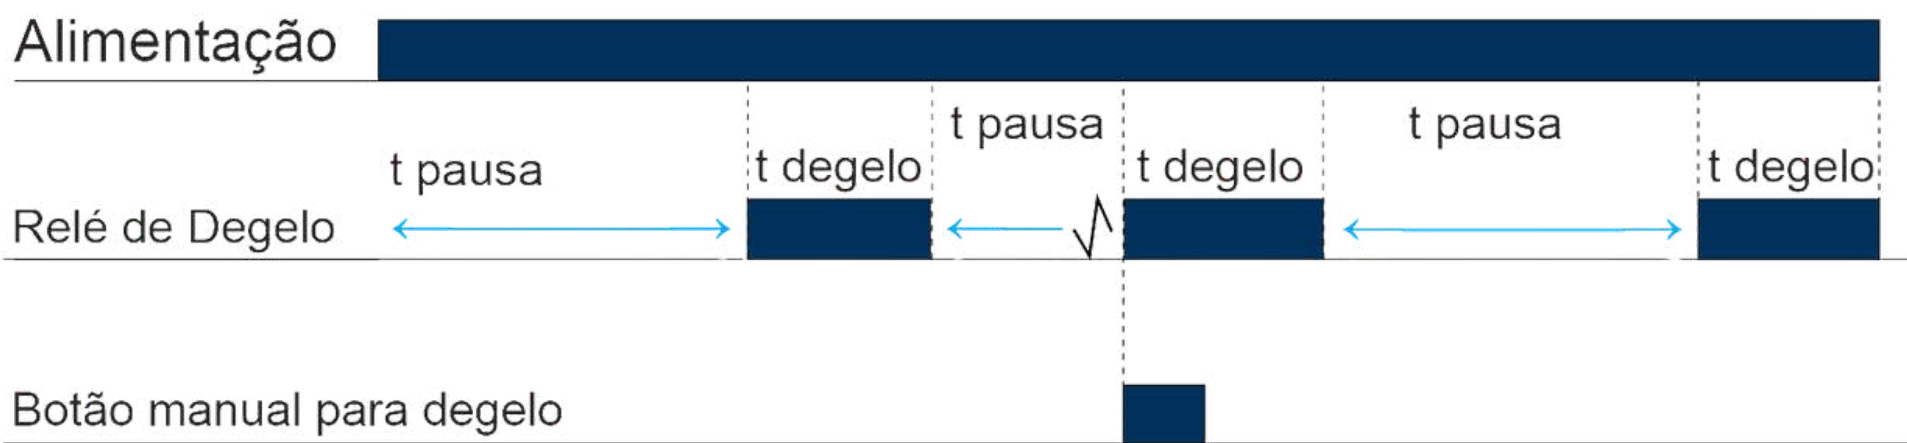 Alimentação
t pausa
t pausa
t pausa
t degelo
t degelo
t degelo
Relé de Degelo
Botão manual para degelo